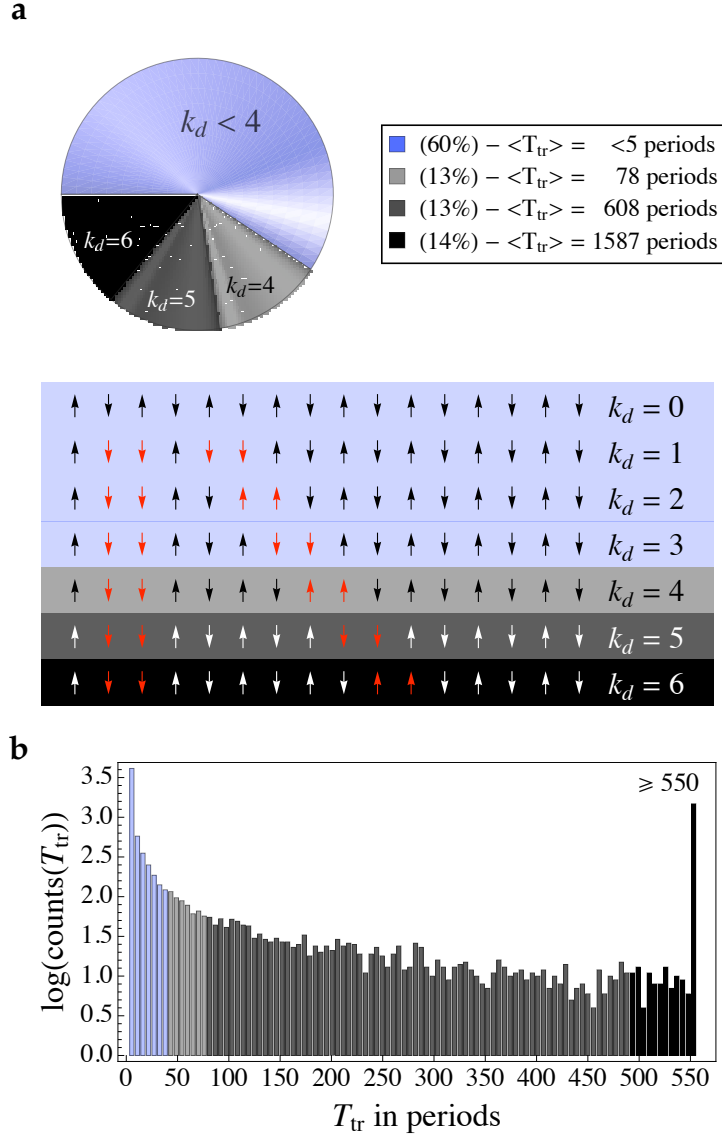 a
k_d < 4
k_d=6
k_d=5
k_d=4
(60%) – <T_tr> = <5 periods
(13%) – <T_tr> = 78 periods
(13%) – <T_tr> = 608 periods
(14%) – <T_tr> = 1587 periods
k_d = 0
k_d = 1
k_d = 2
k_d = 3
k_d = 4
k_d = 5
k_d = 6
b
⩾ 550
log(counts(T_tr))
3.5
3.0
2.5
2.0
1.5
1.0
0.5
0.0
0 50 100 150 200 250 300 350 400 450 500 550
T_tr in periods